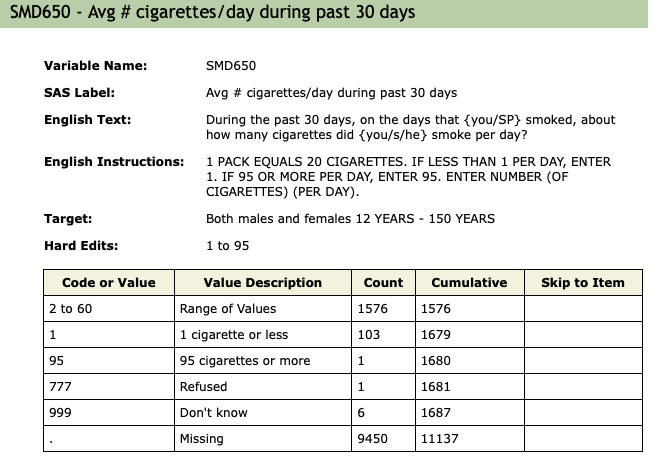 SMD650 - Avg # cigarettes/day during past 30 days
Variable Name: SMD650
SAS Label: Avg # cigarettes/day during past 30 days
English Text: During the past 30 days, on the days that {you/SP} smoked, about
how many cigarettes did {you/s/he} smoke per day?
English Instructions: 1 PACK EQUALS 20 CIGARETTES. IF LESS THAN 1 PER DAY, ENTER
1. IF 95 OR MORE PER DAY, ENTER 95. ENTER NUMBER (OF
CIGARETTES) (PER DAY).
Target: Both males and females 12 YEARS - 150 YEARS
Hard Edits: 1 to 95
Code or Value Value Description Count Cumulative Skip to Item
2 to 60 Range of Values 1576 1576
1 1 cigarette or less 103 1679
95 95 cigarettes or more 1 1680
777 Refused 1 1681
999 Don't know 6 1687
. Missing 9450 11137